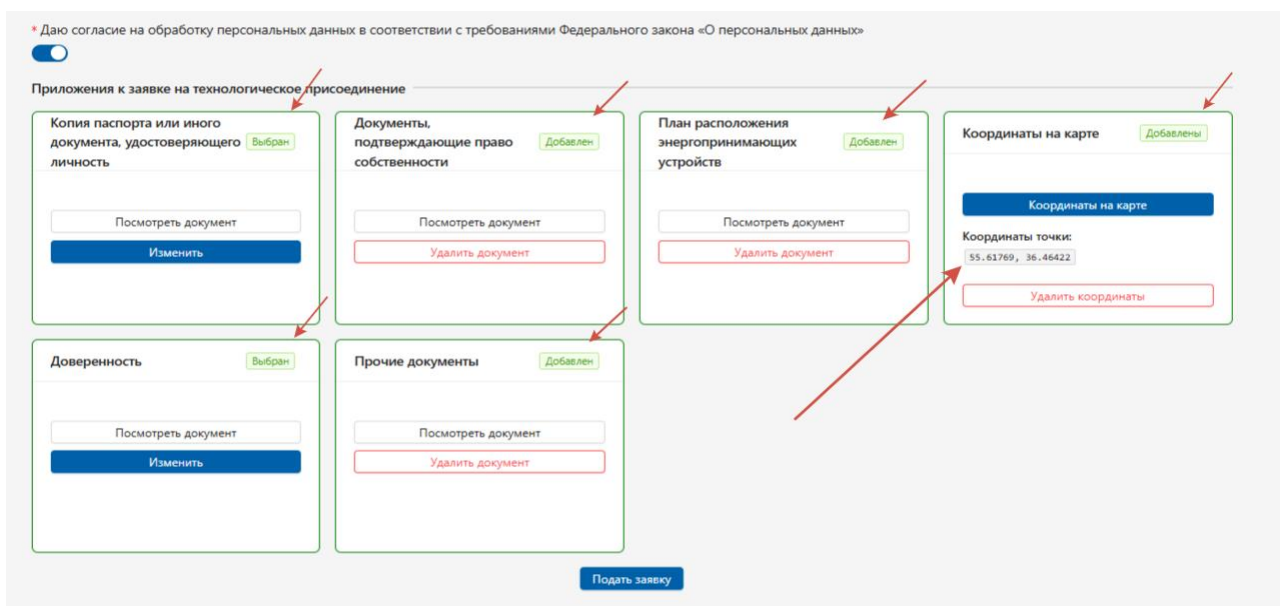 * Даю согласие на обработку персональных данных в соответствии с требованиями Федерального закона «О персональных данных»
Приложения к заявке на технологическое присоединение
Копия паспорта или иного
документа, удостоверяющего
личность
Выбран
Посмотреть документ
Изменить
Документы,
подтверждающие право
собственности
Добавлен
Посмотреть документ
Удалить документ
План расположения
энергопринимающих
устройств
Добавлен
Посмотреть документ
Удалить документ
Координаты на карте
Добавлены
Координаты на карте
Координаты точки:
55.61769, 36.46422
Удалить координаты
Доверенность
Выбран
Посмотреть документ
Изменить
Прочие документы
Добавлен
Посмотреть документ
Удалить документ
Подать заявку